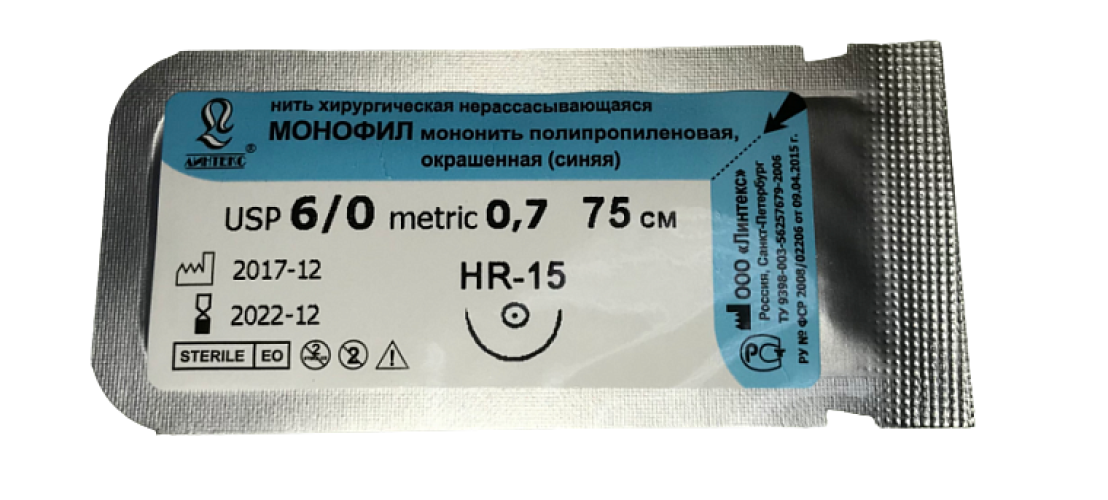 нить хирургическая нерассасывающаяся
МОНОФИЛ мононить полипропиленовая,
окрашенная (синяя)
ЛИНТЕКС®
USP 6/0 metric 0,7 75 см
2017-12
HR-15
2022-12
STERILE EO
2
2
ООО «Линтекс»
Россия, Санкт-Петербург
ТУ 9398-003-56257679-2006
РУ № ФСР 2008/02206 от 09.04.2015 г.